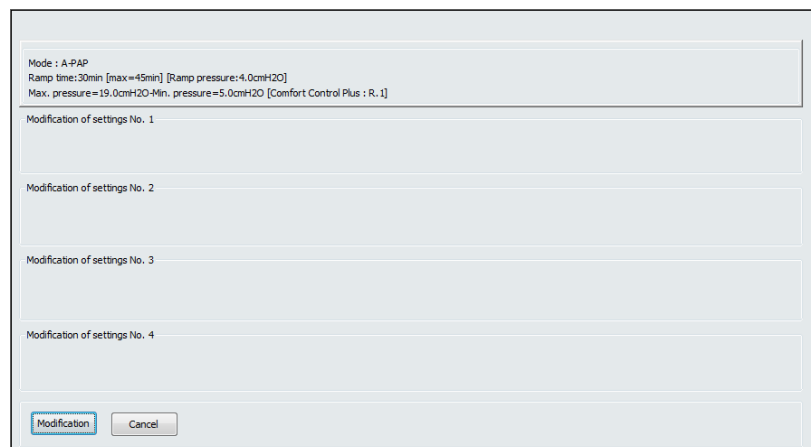 Mode : A-PAP
Ramp time:30min [max=45min] [Ramp pressure:4.0cmH2O]
Max. pressure=19.0cmH2O-Min. pressure=5.0cmH2O [Comfort Control Plus : R.1]
Modification of settings No. 1
Modification of settings No. 2
Modification of settings No. 3
Modification of settings No. 4
Modification Cancel